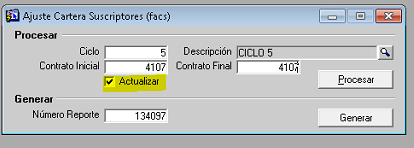 Ajuste Cartera Suscriptores (facs)
Procesar
Ciclo 5 Descripción CICLO 5
Contrato Inicial 4107 Contrato Final
Actualizar Procesar
Generar
Número Reporte 134097 Generar